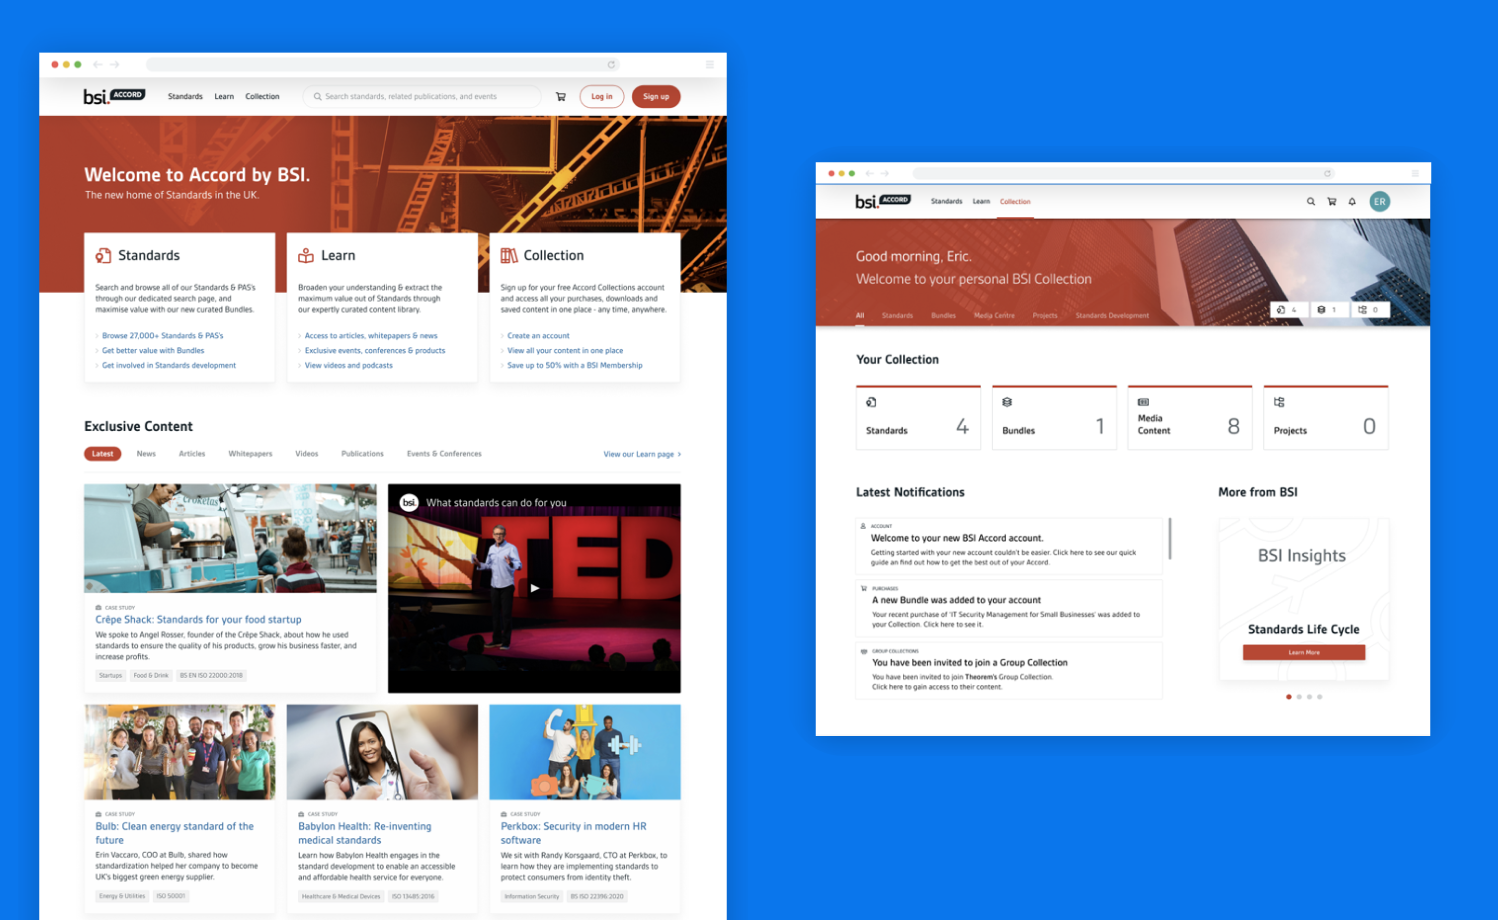 bsi. ACCORD
Standards Learn Collection
Search standards, related publications, and events
Log in
Sign up
Welcome to Accord by BSI.
The new home of Standards in the UK.
Standards
Search and browse all of our Standards & PAS's
through our dedicated search page, and
maximise value with our new curated Bundles.
Browse 27,000+ Standards & PAS's
Get better value with Bundles
Get involved in Standards development
Learn
Broaden your understanding & extract the
maximum value out of Standards through
our expertly curated content library.
Access to articles, whitepapers & news
Exclusive events, conferences & products
View videos and podcasts
Collection
Sign up for your free Accord Collections account
and access all your purchases, downloads and
saved content in one place - any time, anywhere.
Create an account
View all your content in one place
Save up to 50% with a BSI Membership
Exclusive Content
Latest News Articles Whitepapers Videos Publications Events & Conferences
View our Learn page
crokelas
CASE STUDY
Crêpe Shack: Standards for your food startup
We spoke to Angel Rosser, founder of the Crêpe Shack, about how he used
standards to ensure the quality of his products, grow his business faster, and
increase profits.
Startups Food & Drink BS EN ISO 22000:2018
bsi. What standards can do for you
TED
CASE STUDY
Bulb: Clean energy standard of the
future
Erin Vaccaro, COO at Bulb, shared how
standardization helped her company to become
UK's biggest green energy supplier.
Energy & Utilities ISO 50001
CASE STUDY
Babylon Health: Re-inventing
medical standards
Learn how Babylon Health engages in the
standard development to enable an accessible
and affordable health service for everyone.
Healthcare & Medical Devices ISO 13485:2016
CASE STUDY
Perkbox: Security in modern HR
software
We sit with Randy Korsgaard, CTO at Perkbox, to
learn how they are implementing standards to
protect consumers from identity theft.
Information Security BS ISO 22396:2020
bsi. ACCORD
Standards Learn Collection
ER
Good morning, Eric.
Welcome to your personal BSI Collection
All Standards Bundles Media Centre Projects Standards Development
4 1 0
Your Collection
Standards 4
Bundles 1
Media
Content 8
Projects 0
Latest Notifications
ACCOUNT
Welcome to your new BSI Accord account.
Getting started with your new account couldn't be easier. Click here to see our quick
guide an find out how to get the best out of your Accord.
PURCHASES
A new Bundle was added to your account
Your recent purchase of 'IT Security Management for Small Businesses' was added to
your Collection. Click here to see it.
GROUP COLLECTIONS
You have been invited to join a Group Collection
You have been invited to join Theorem's Group Collection.
Click here to gain access to their content.
More from BSI
BSI Insights
Standards Life Cycle
Learn More